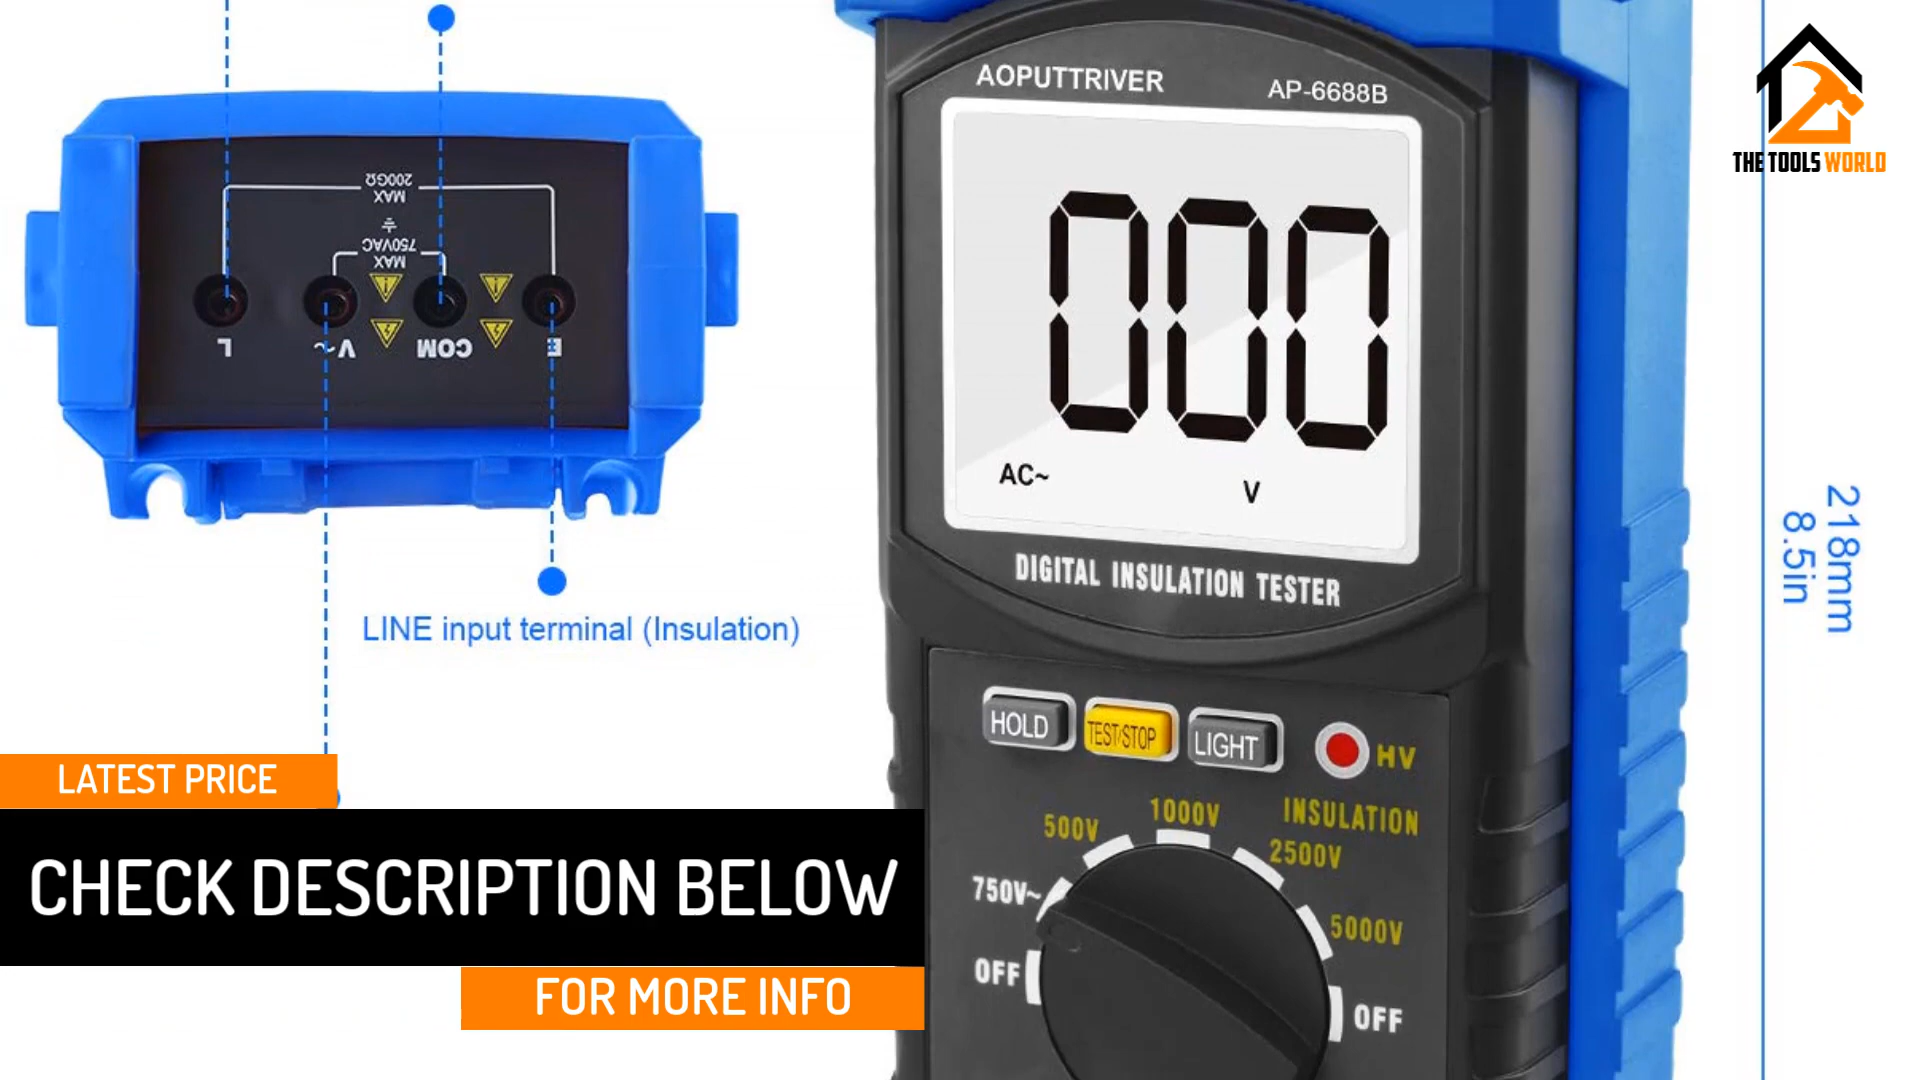 AOPUTTRIVER
AP-6688B
THE TOOLS WORLD
MAX
200GΩ
MAX
750VAC
L
V~
COM
E
000
AC~
V
DIGITAL INSULATION TESTER
218mm
8.5in
LINE input terminal (Insulation)
HOLD
TEST/STOP
LIGHT
HV
INSULATION
500V
1000V
2500V
750V~
5000V
OFF
OFF
LATEST PRICE
CHECK DESCRIPTION BELOW
FOR MORE INFO